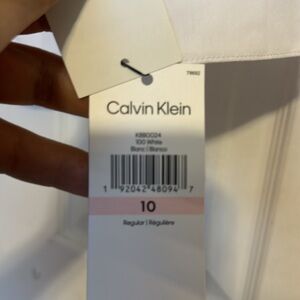 Calvin Klein
K8B0024
100 White
Blanc | Blanco
1 92042 48094 7
10
Regular | Régulière